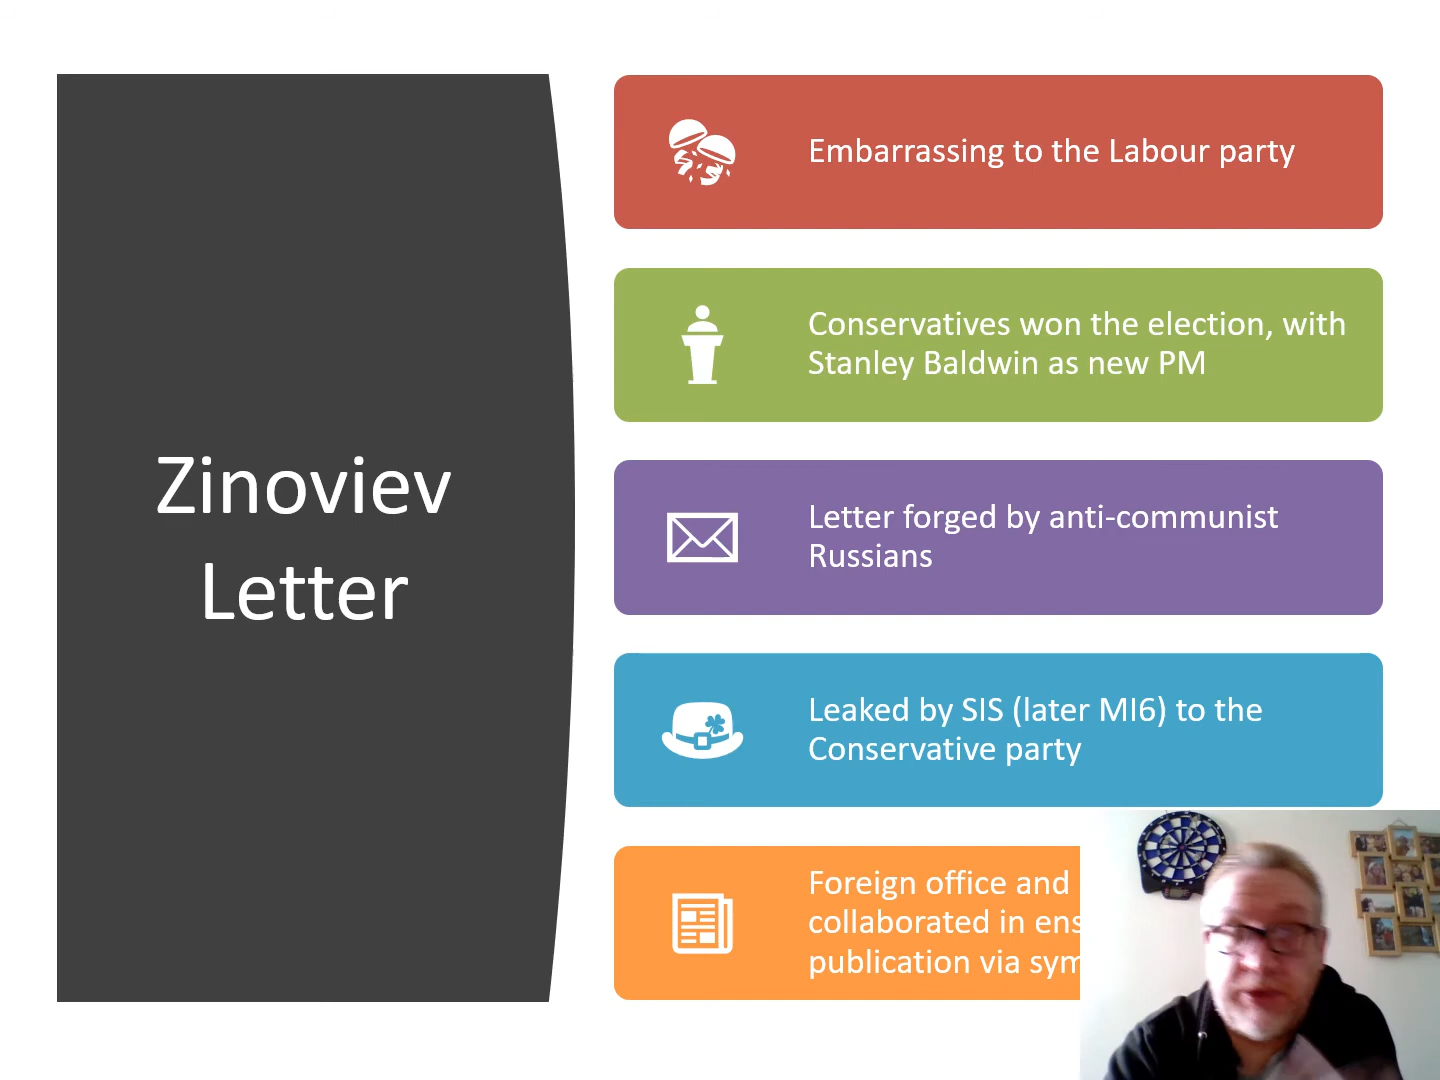 Zinoviev
Letter
Embarrassing to the Labour party
Conservatives won the election, with
Stanley Baldwin as new PM
Letter forged by anti-communist
Russians
Leaked by SIS (later MI6) to the
Conservative party
Foreign office and
collaborated in
publication via